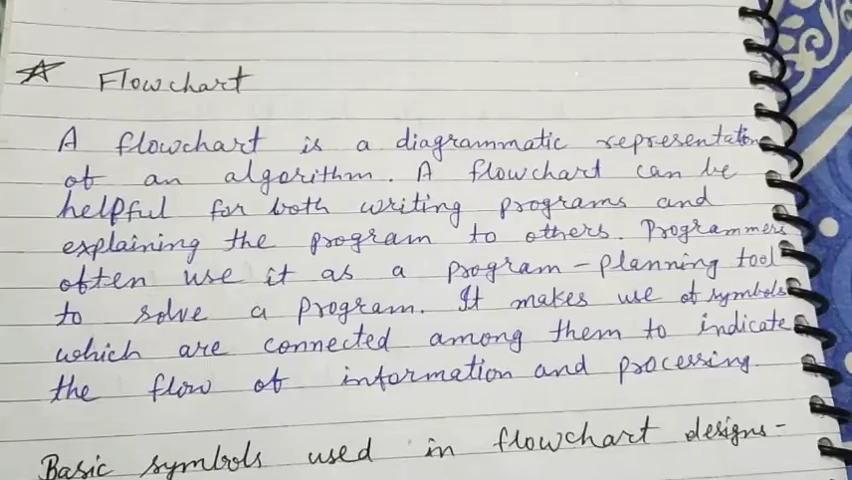 ☆ Flowchart
A flowchart is a diagrammatic representation
of an algorithm. A flowchart can be
helpful for both writing programs and
explaining the program to others. Programmers
often use it as a program-planning tool
to solve a program. It makes use of symbols
which are connected among them to indicate
the flow of information and processing.
Basic symbols used in flowchart designs-